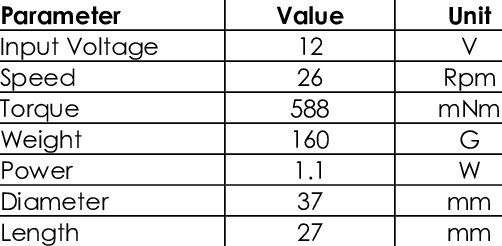 Parameter Value Unit
Input Voltage 12 V
Speed 26 Rpm
Torque 588 mNm
Weight 160 G
Power 1.1 W
Diameter 37 mm
Length 27 mm